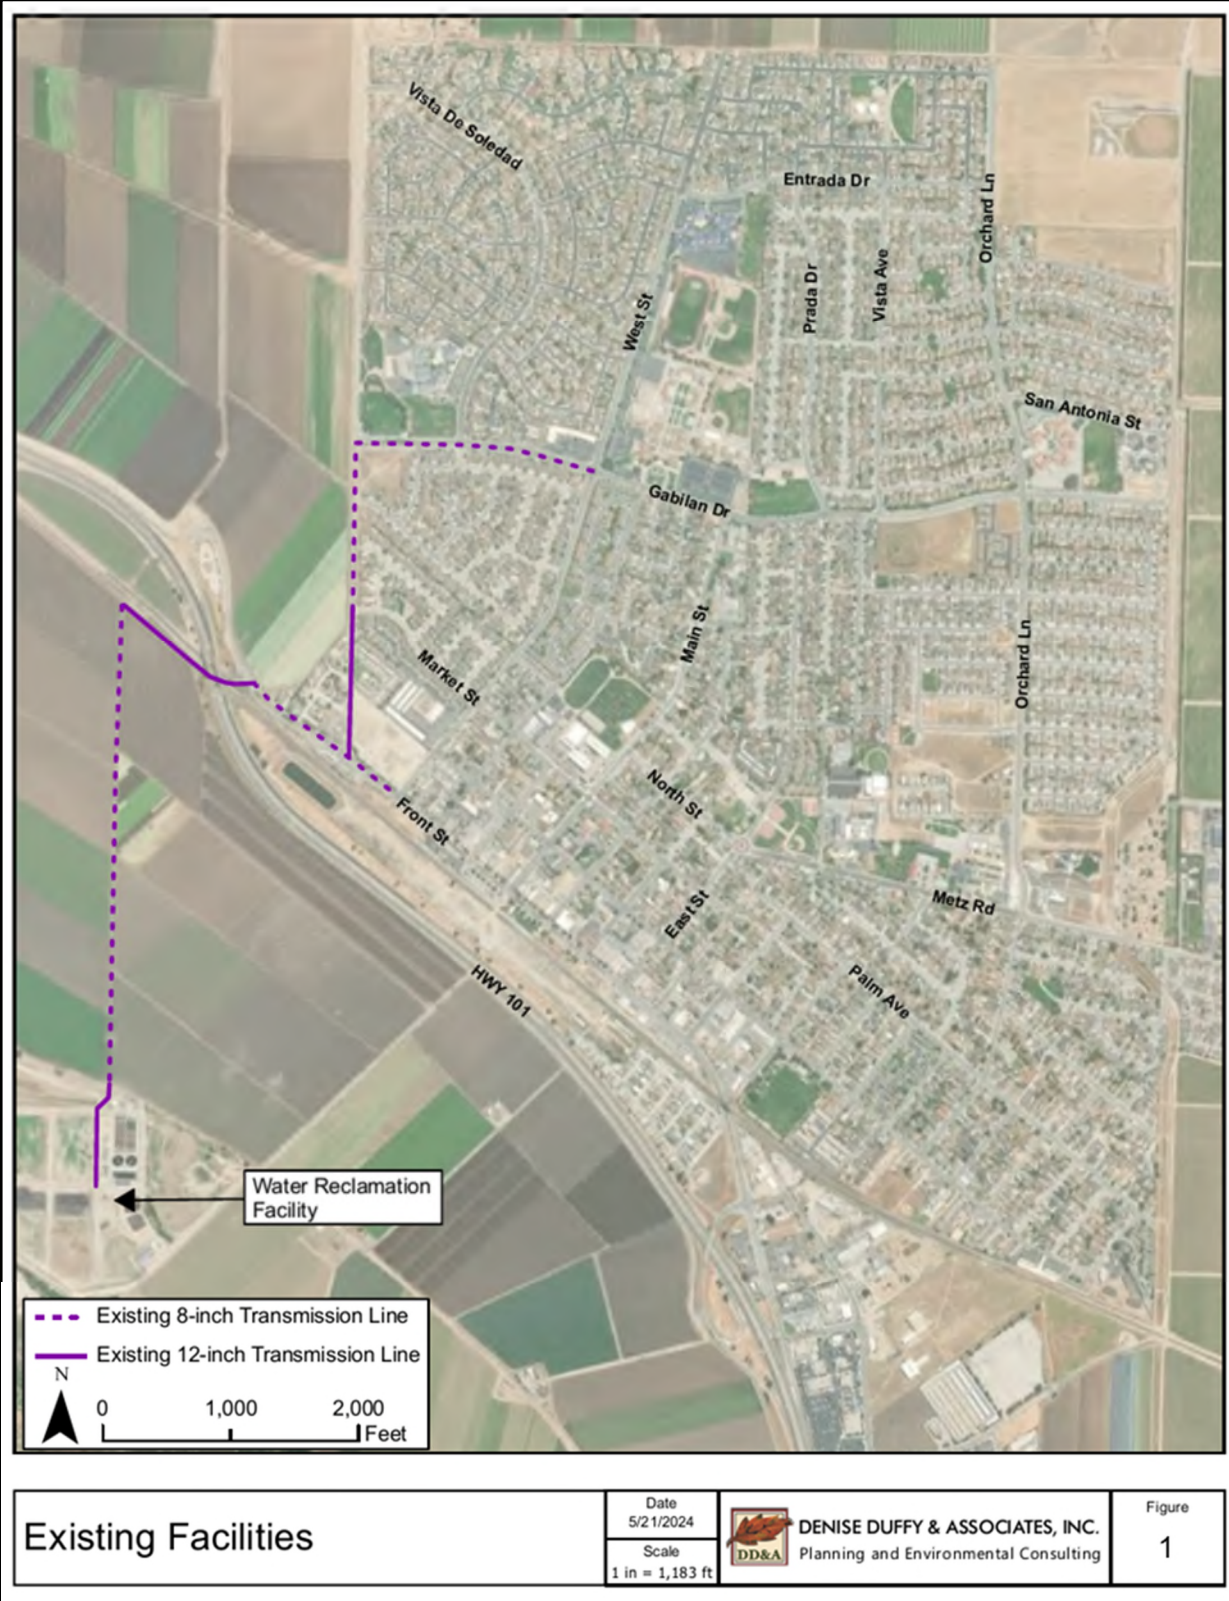 Vista De Soledad
Entrada Dr
Orchard Ln
Prada Dr
Vista Ave
West St
San Antonia St
Gabilan Dr
Main St
Orchard Ln
Market St
North St
Front St
East St
Metz Rd
Palm Ave
HWY 101
Water Reclamation
Facility
Existing 8-inch Transmission Line
Existing 12-inch Transmission Line
N
0 1,000 2,000
Feet
Existing Facilities
Date
5/21/2024
Scale
1 in = 1,183 ft
DD&A
DENISE DUFFY & ASSOCIATES, INC.
Planning and Environmental Consulting
Figure
1